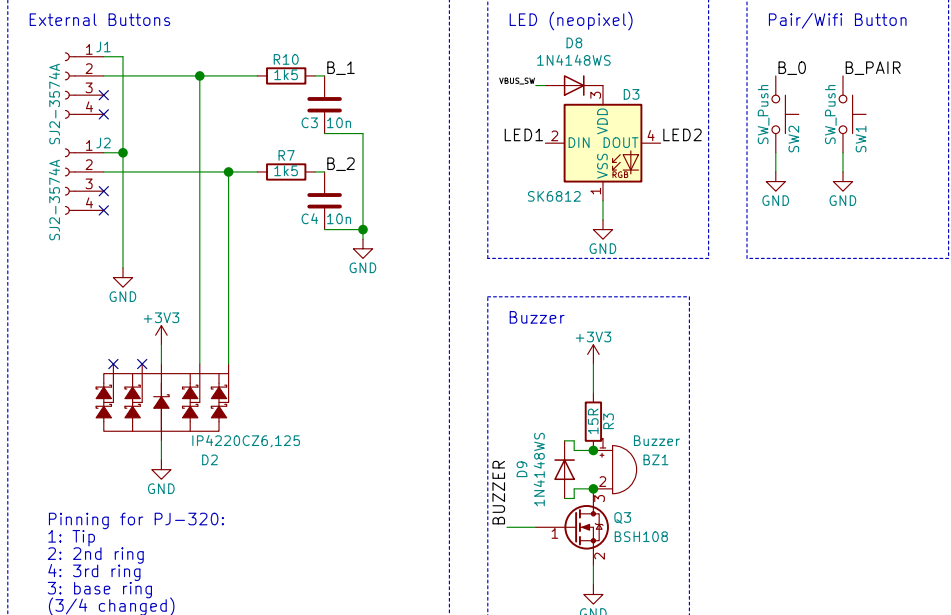 External Buttons
J1
1
2
3
4
SJ2-3574A
J2
1
2
3
4
SJ2-3574A
R10
1k5
B_1
C3 10n
R7
1k5
B_2
C4 10n
GND
GND
+3V3
IP4220CZ6,125
D2
GND
Pinning for PJ-320:
1: Tip
2: 2nd ring
4: 3rd ring
3: base ring
(3/4 changed)
LED (neopixel)
D8
1N4148WS
VBUS_SW
3
D3
LED1
2
DIN
VDD
DOUT
4
LED2
VSS
RGB
SK6812
1
GND
Pair/Wifi Button
B_0
B_PAIR
SW_Push
SW2
SW_Push
SW1
GND
GND
Buzzer
+3V3
15R
R3
D9
1N4148WS
1
+
2
Buzzer
BZ1
BUZZER
3
1
Q3
BSH108
2
GND